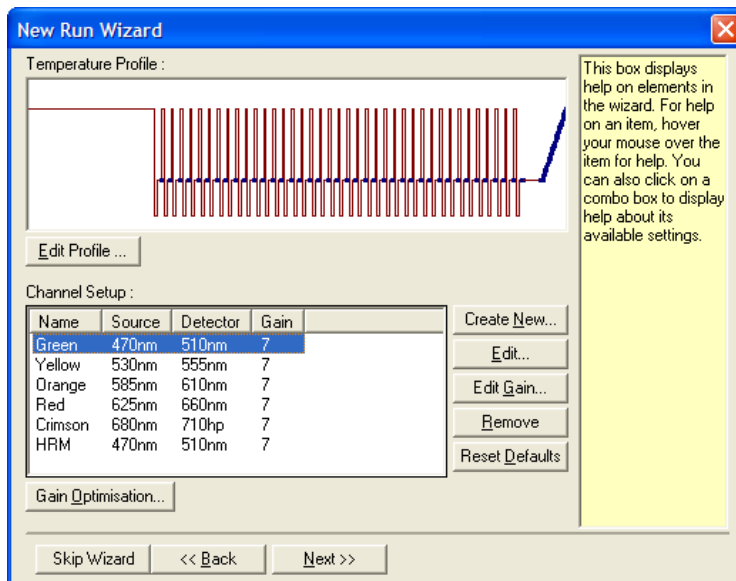 New Run Wizard
Temperature Profile :
Edit Profile ...
Channel Setup :
Name Source Detector Gain
Green 470nm 510nm 7
Yellow 530nm 555nm 7
Orange 585nm 610nm 7
Red 625nm 660nm 7
Crimson 680nm 710hp 7
HRM 470nm 510nm 7
Create New...
Edit...
Edit Gain...
Remove
Reset Defaults
Gain Optimisation...
This box displays
help on elements in
the wizard. For help
on an item, hover
your mouse over the
item for help. You
can also click on a
combo box to display
help about its
available settings.
Skip Wizard << Back Next >>